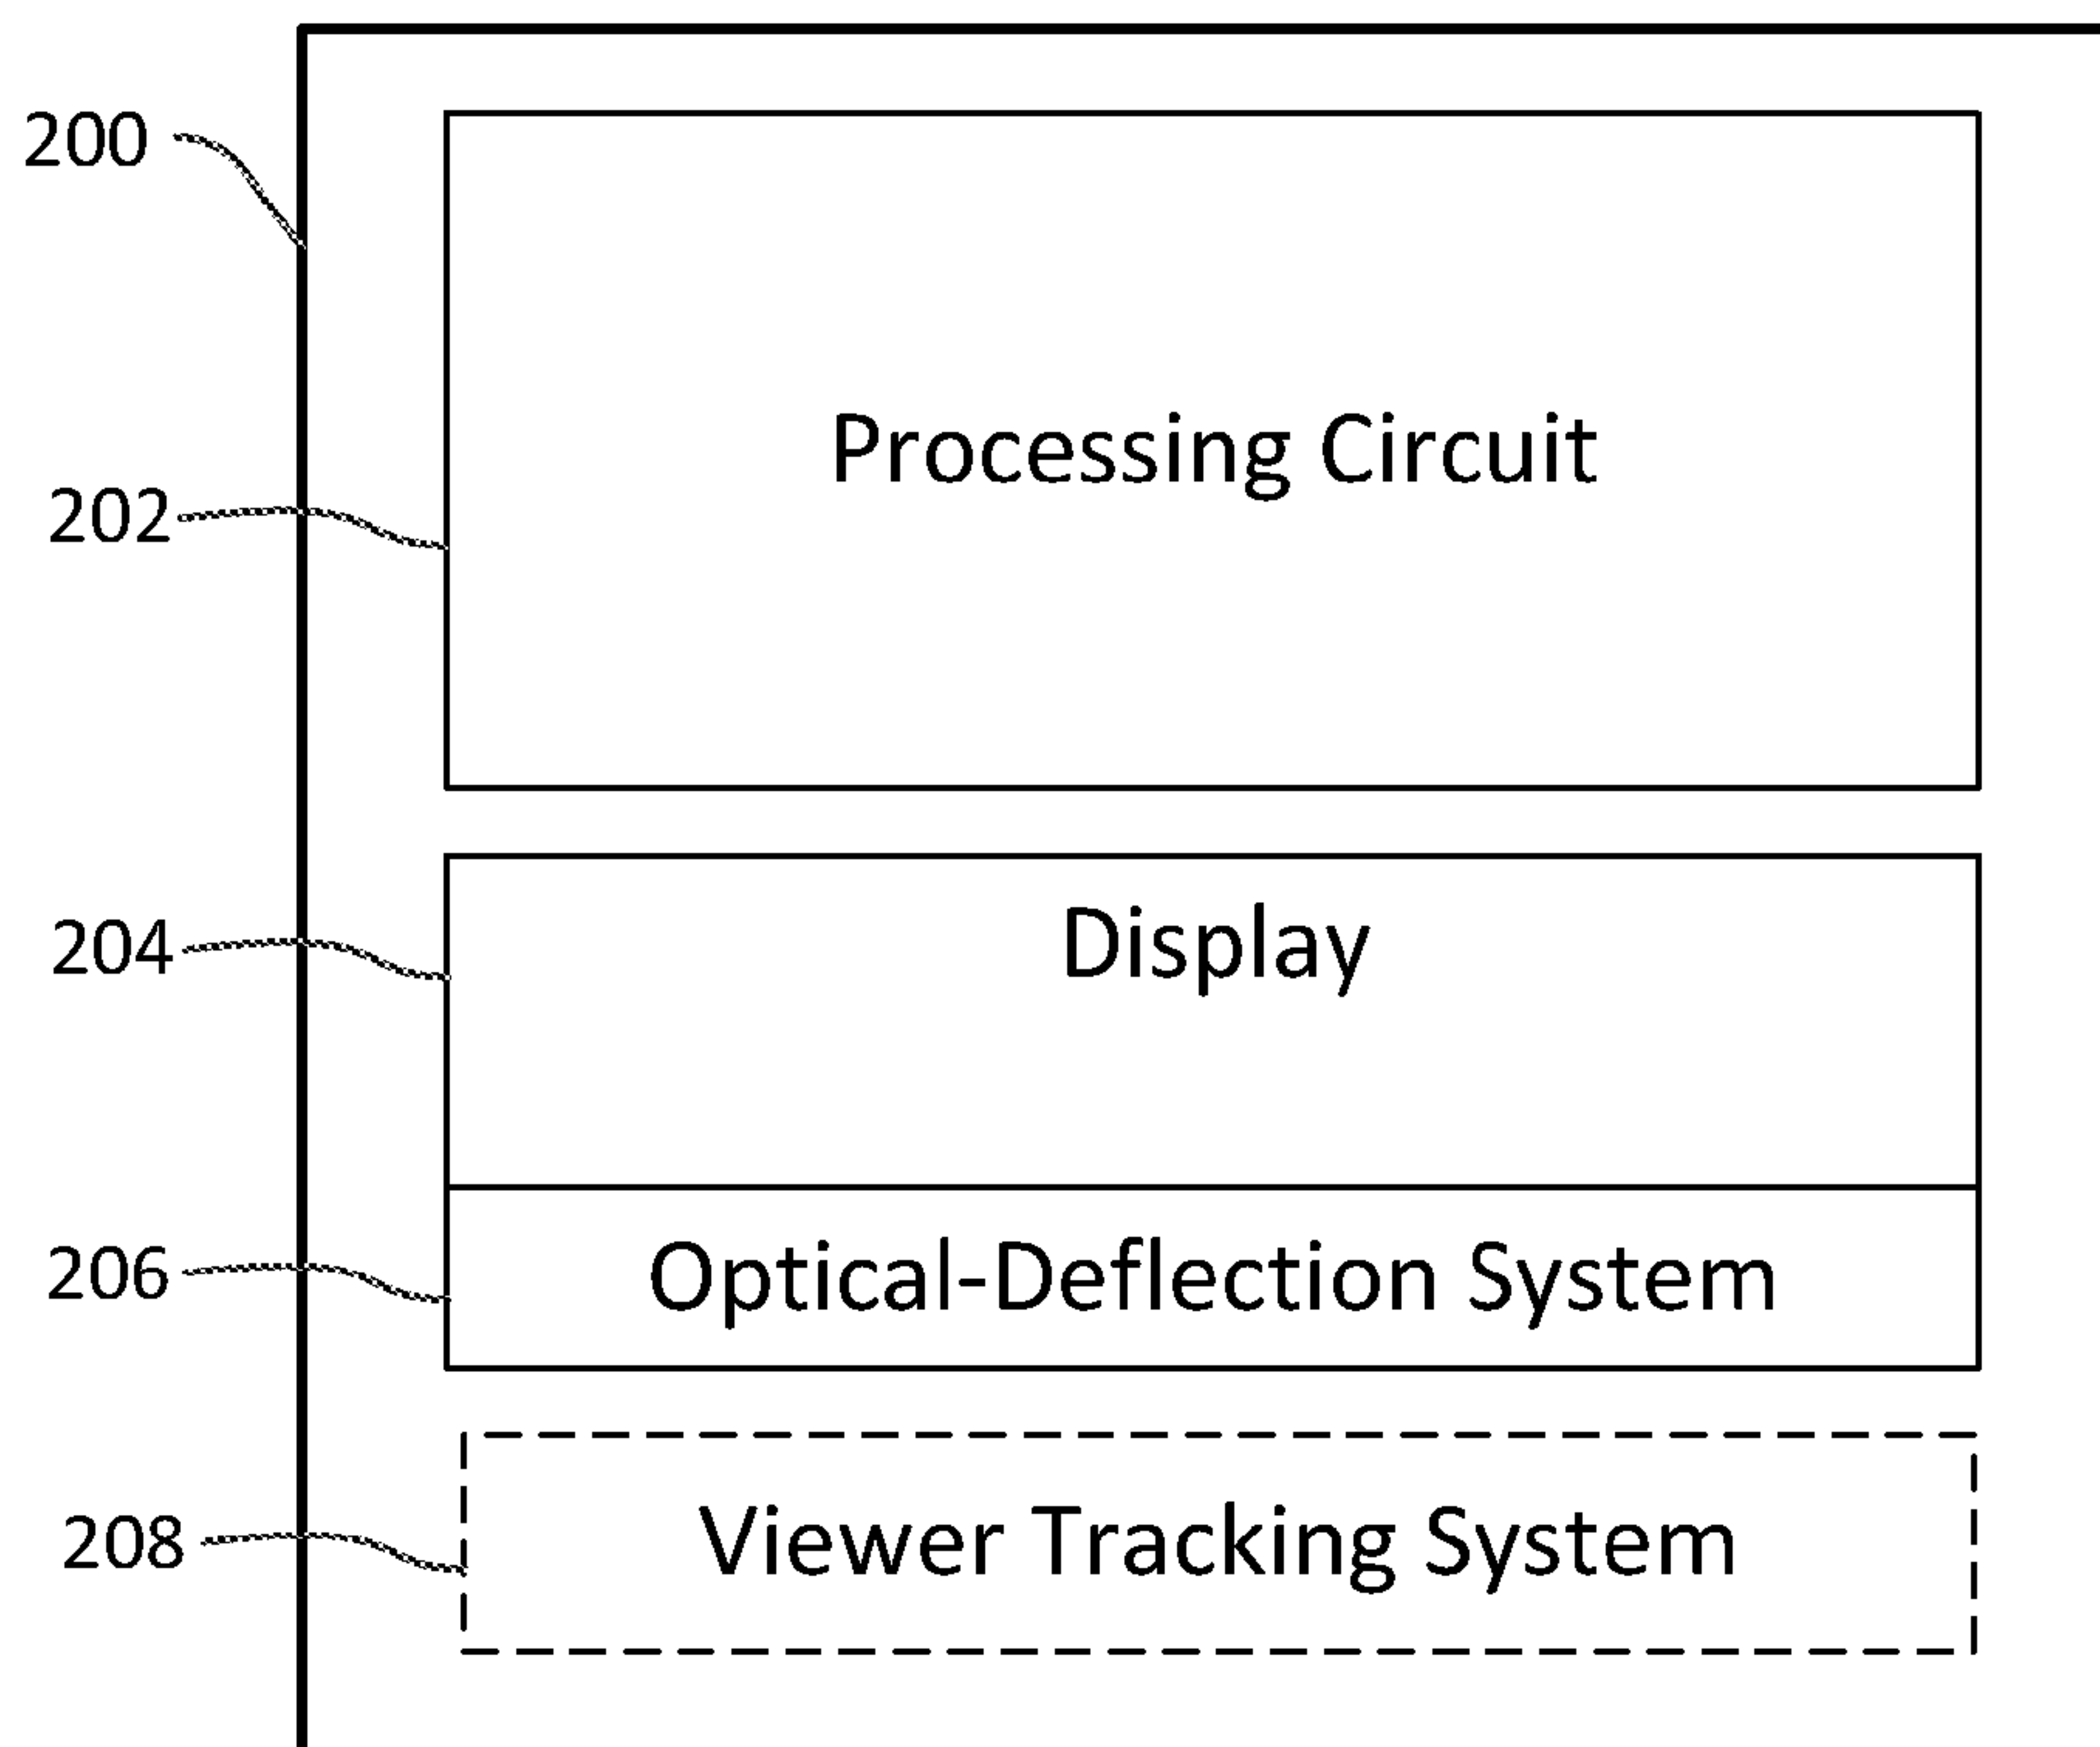 200
Processing Circuit
202
Display
204
Optical-Deflection System
206
Viewer Tracking System
208